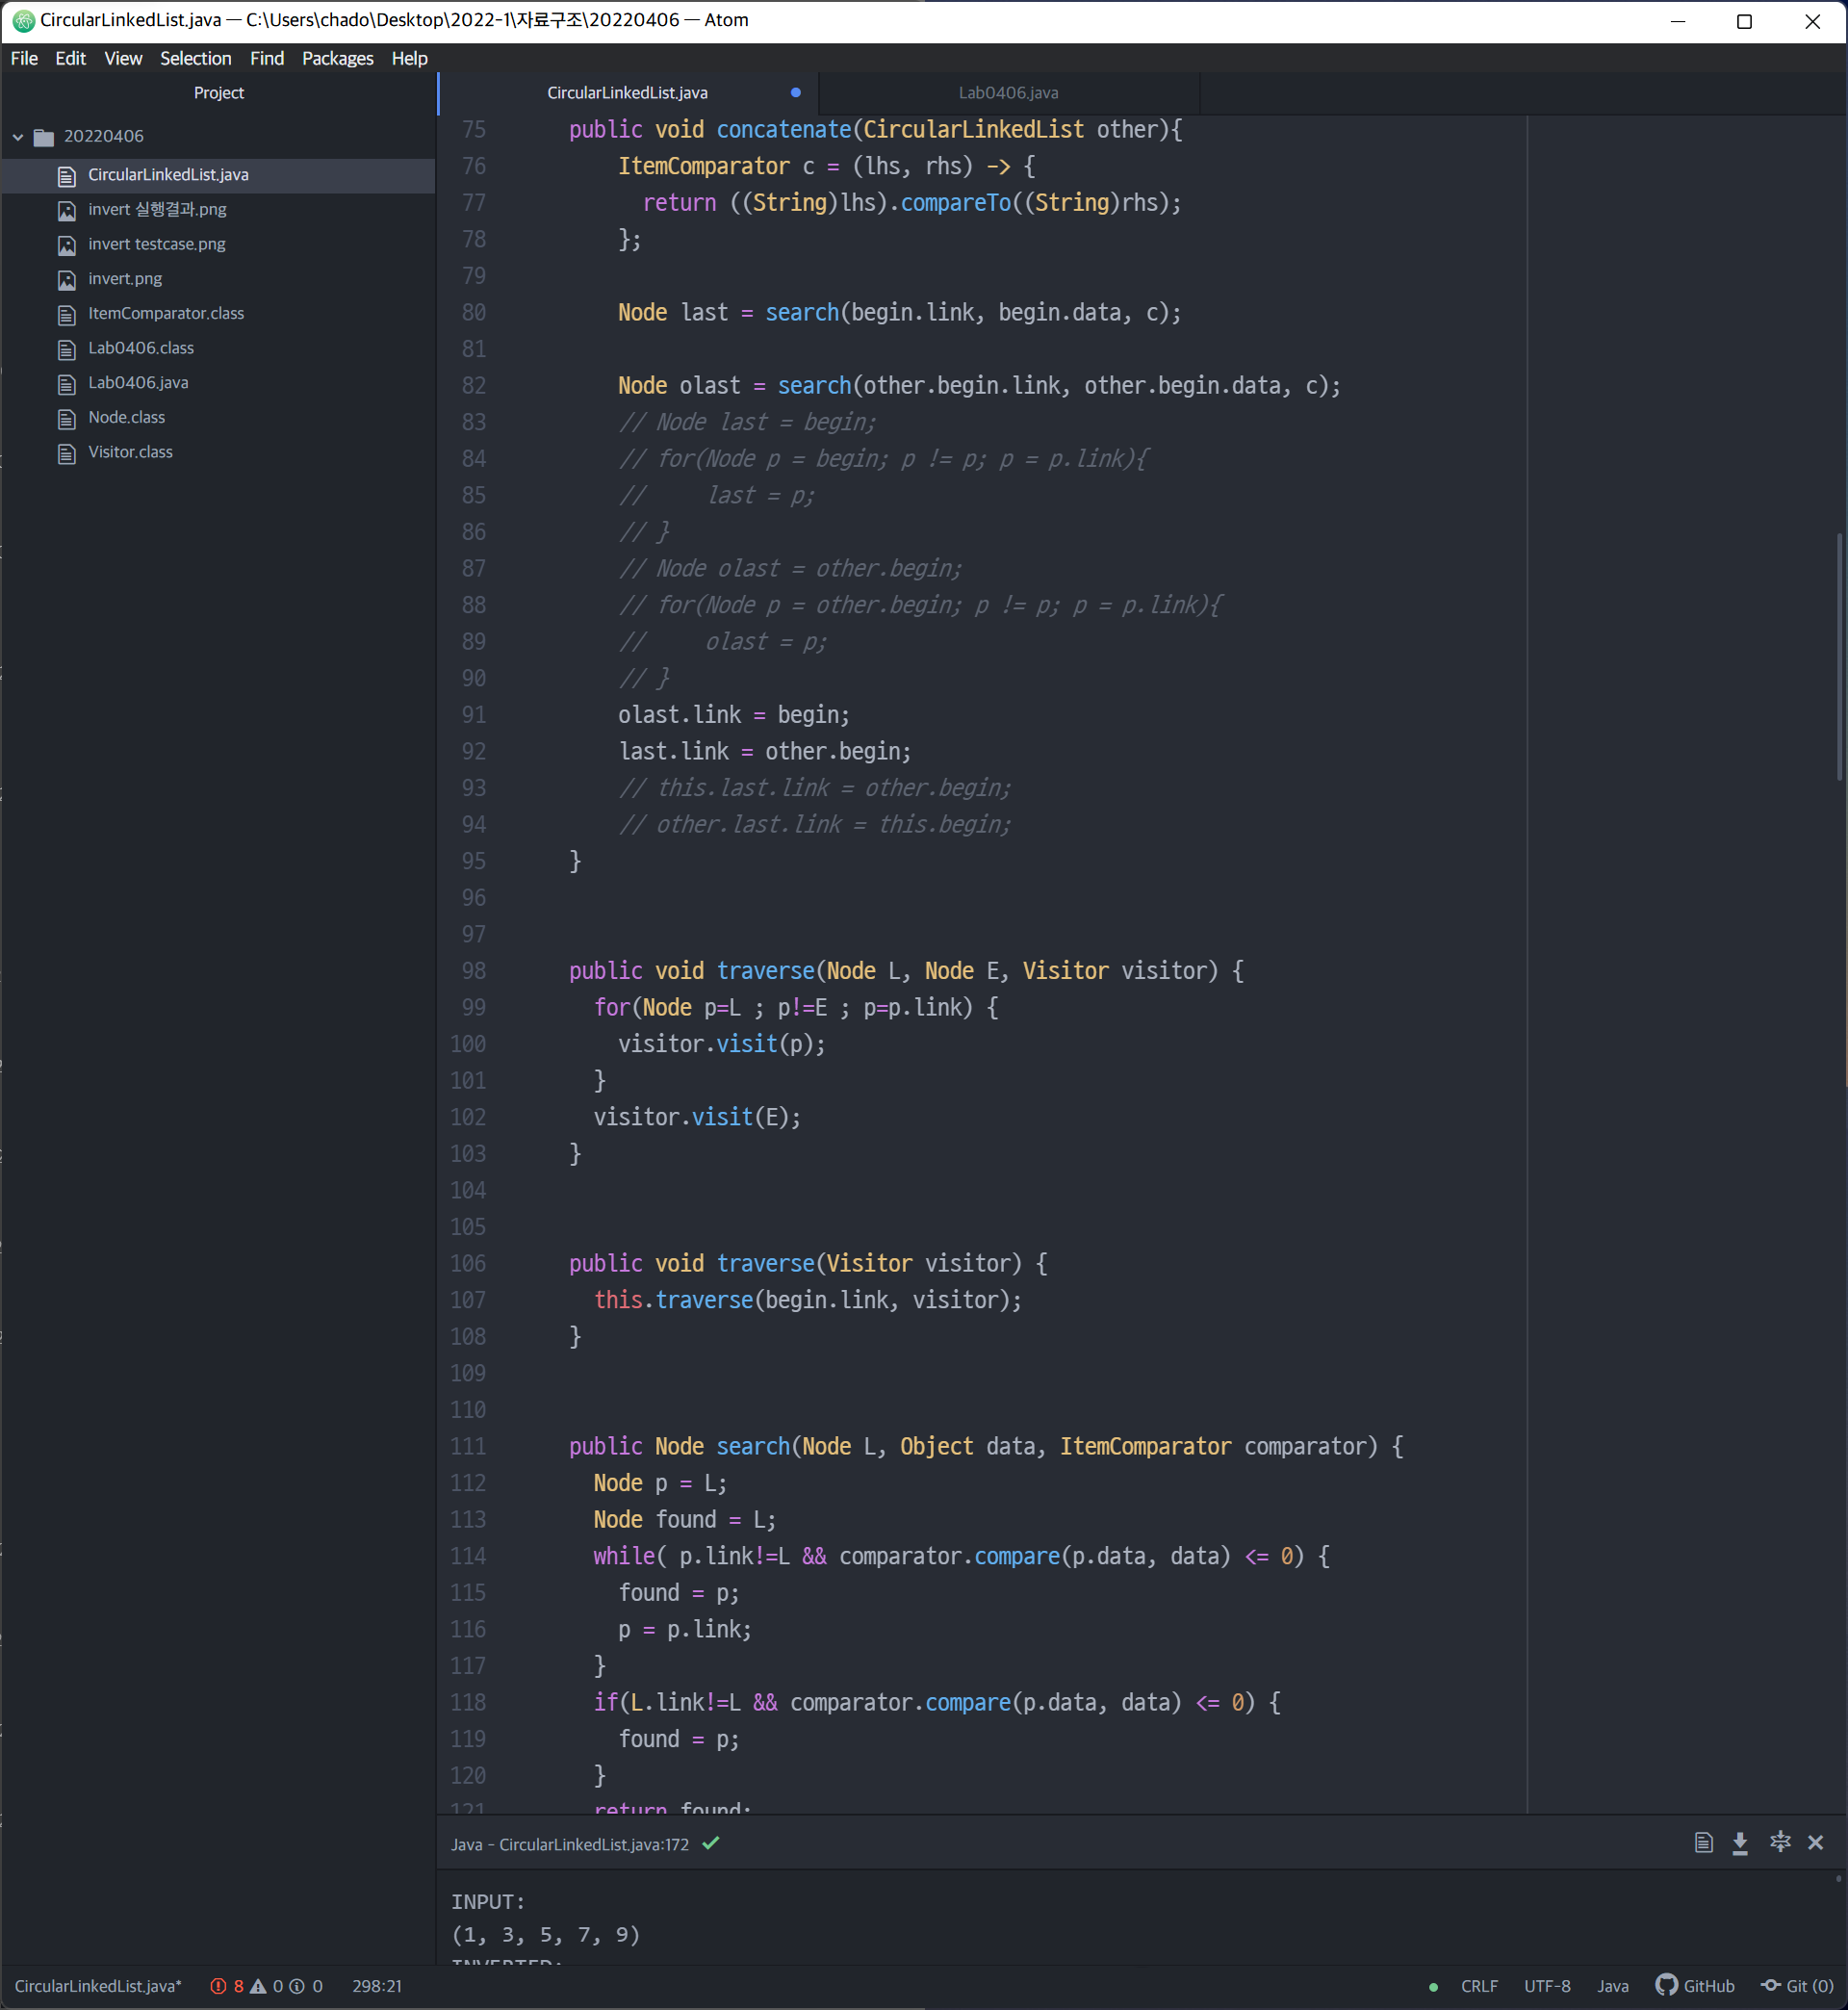 CircularLinkedList.java — C:\Users\chado\Desktop\2022-1\자료구조\20220406 — Atom
File Edit View Selection Find Packages Help
Project
20220406
CircularLinkedList.java
invert 실행결과.png
invert testcase.png
invert.png
ItemComparator.class
Lab0406.class
Lab0406.java
Node.class
Visitor.class
CircularLinkedList.java Lab0406.java
75 public void concatenate(CircularLinkedList other){
76 ItemComparator c = (lhs, rhs) -> {
77 return ((String)lhs).compareTo((String)rhs);
78 };
79
80 Node last = search(begin.link, begin.data, c);
81
82 Node olast = search(other.begin.link, other.begin.data, c);
83 // Node last = begin;
84 // for(Node p = begin; p != p; p = p.link){
85 // last = p;
86 // }
87 // Node olast = other.begin;
88 // for(Node p = other.begin; p != p; p = p.link){
89 // olast = p;
90 // }
91 olast.link = begin;
92 last.link = other.begin;
93 // this.last.link = other.begin;
94 // other.last.link = this.begin;
95 }
96
97
98 public void traverse(Node L, Node E, Visitor visitor) {
99 for(Node p=L ; p!=E ; p=p.link) {
100 visitor.visit(p);
101 }
102 visitor.visit(E);
103 }
104
105
106 public void traverse(Visitor visitor) {
107 this.traverse(begin.link, visitor);
108 }
109
110
111 public Node search(Node L, Object data, ItemComparator comparator) {
112 Node p = L;
113 Node found = L;
114 while( p.link!=L && comparator.compare(p.data, data) <= 0) {
115 found = p;
116 p = p.link;
117 }
118 if(L.link!=L && comparator.compare(p.data, data) <= 0) {
119 found = p;
120 }
121 return found;
Java - CircularLinkedList.java:172
INPUT:
(1, 3, 5, 7, 9)
INVERTED:
CircularLinkedList.java* 8 0 0 298:21 CRLF UTF-8 Java GitHub Git (0)